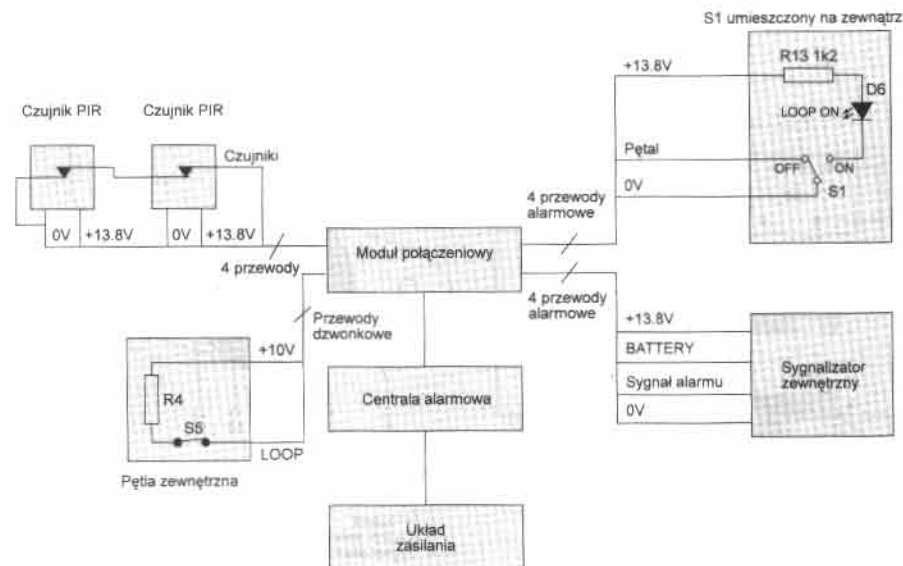 S1 umieszczony na zewnątrz
+13.8V
R13 1k2
D6
LOOP ON
Pętal
OFF
ON
0V
S1
4 przewody
alarmowe
Czujnik PIR
Czujnik PIR
Czujniki
0V
+13.8V
0V
+13.8V
4 przewody
Moduł połączeniowy
4 przewody
alarmowe
Przewody
dzwonkowe
+10V
R4
S5
LOOP
Pętla zewnętrzna
Centrala alarmowa
+13.8V
BATTERY
Sygnał alarmu
0V
Sygnalizator
zewnętrzny
Układ
zasilania